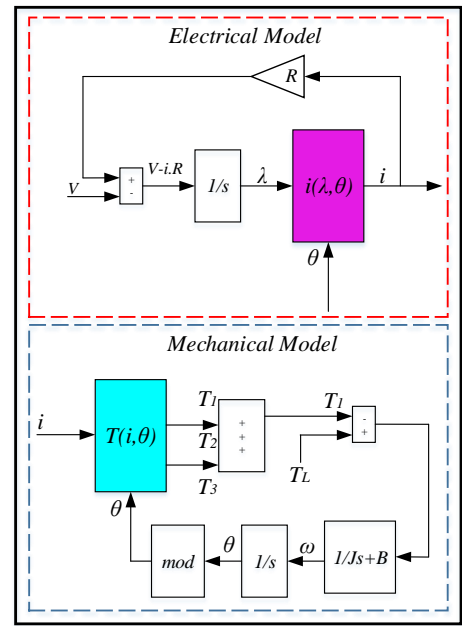 Electrical Model
R
+
-
V
V-i.R
1/s
λ
i(λ,θ)
i
θ
Mechanical Model
i
T(i,θ)
T1
T2
T3
+
+
+
T1
TL
-
+
θ
mod
θ
1/s
ω
1/Js+B